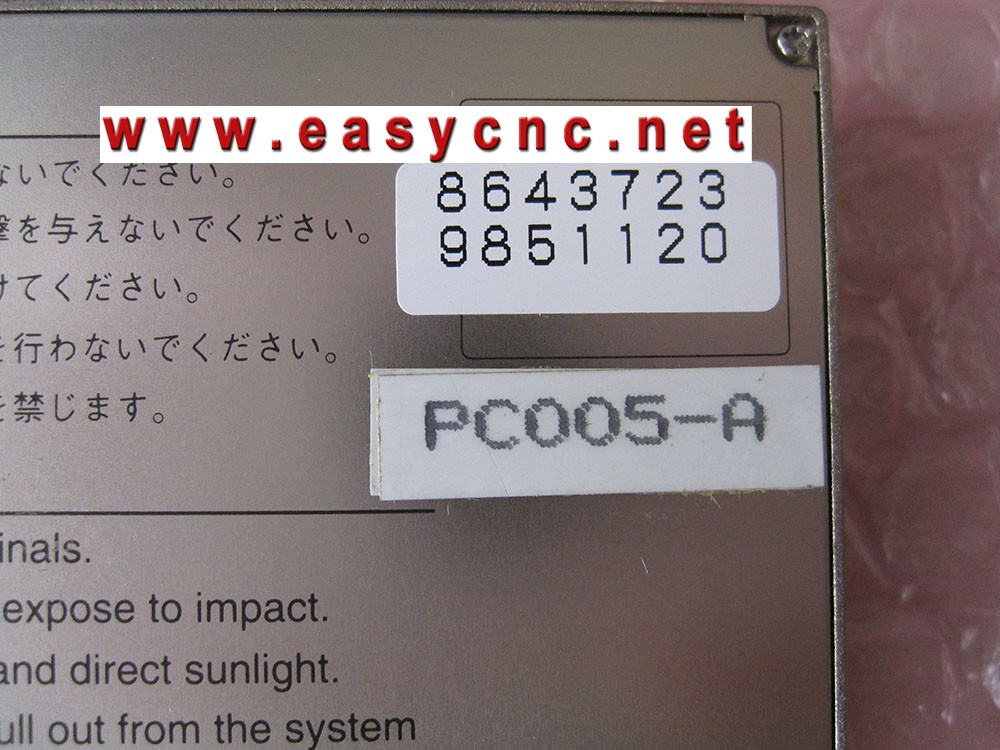 www.easycnc.net
ないでください。
8643723
撃を与えないでください。
9851120
けてください。
を行わないでください。
を禁じます。
PC005-A
inals.
expose to impact.
and direct sunlight.
ull out from the system